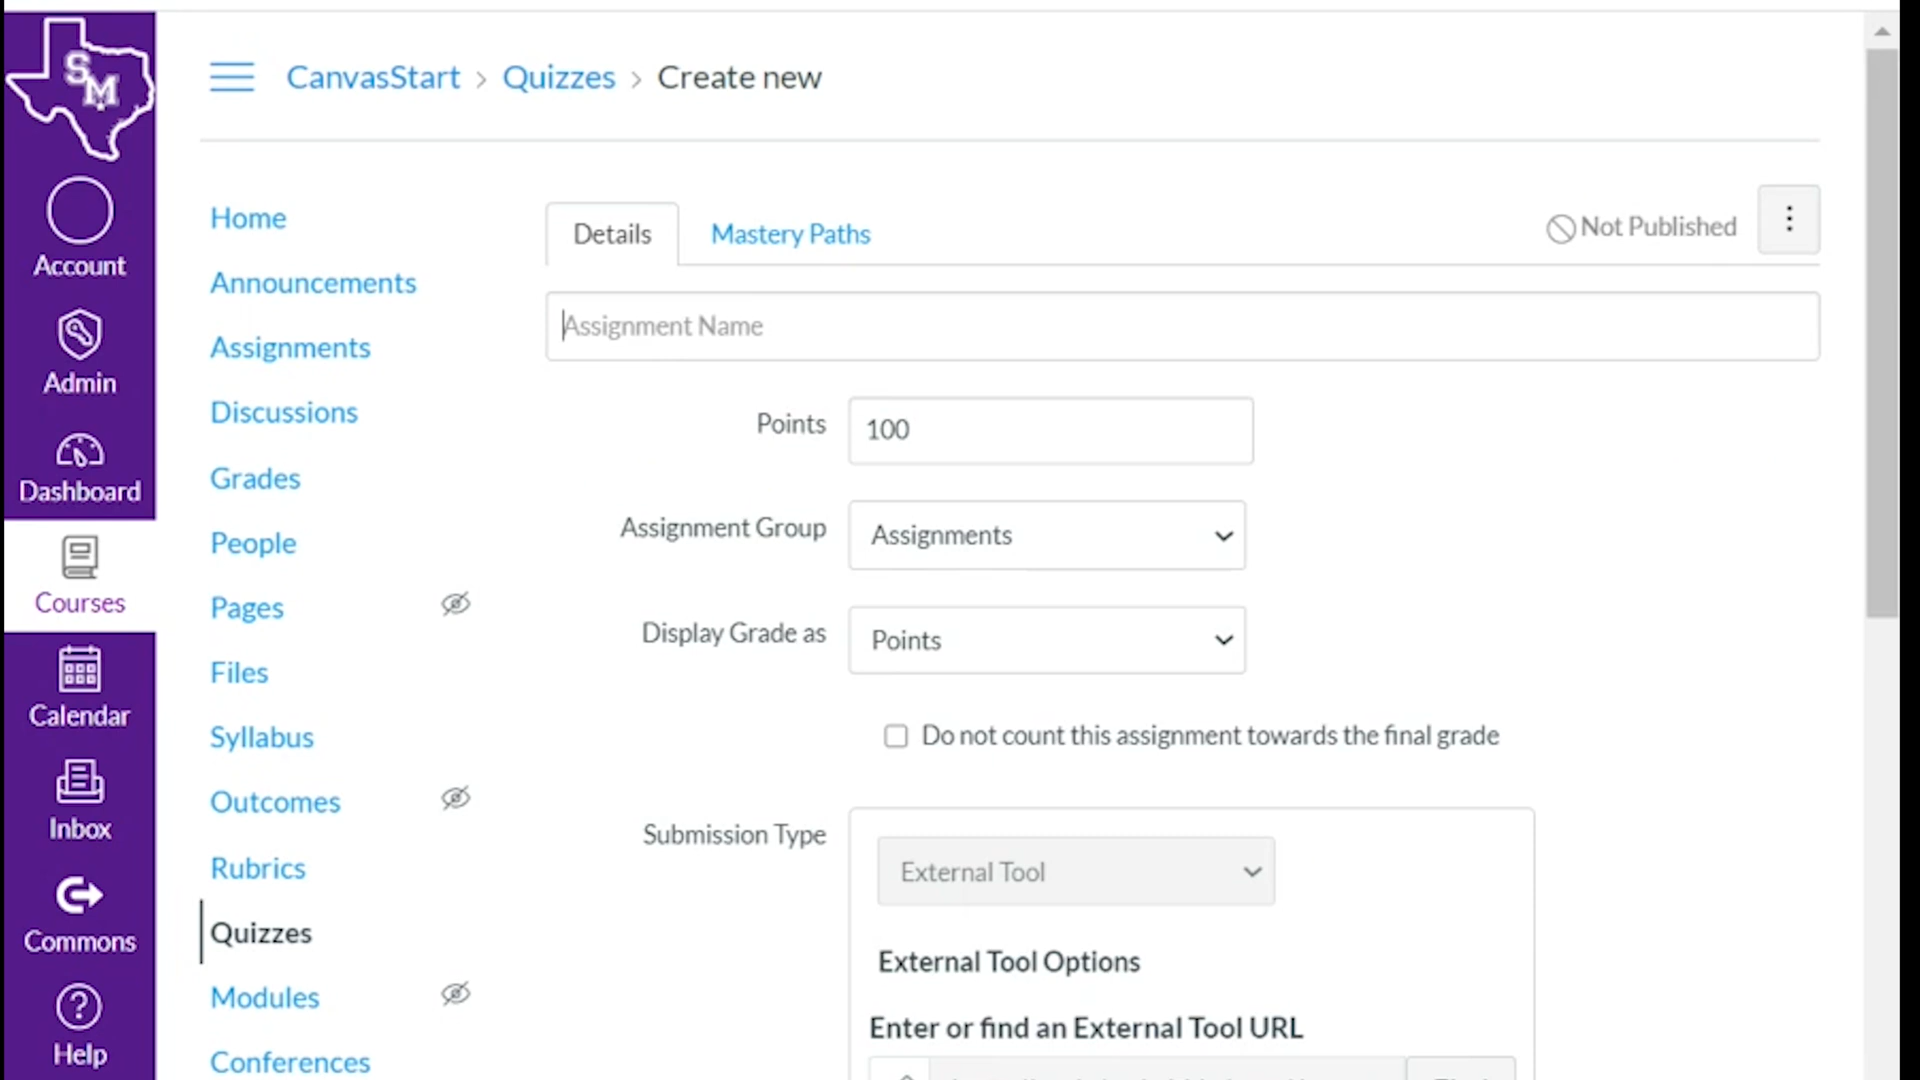 SM
CanvasStart > Quizzes > Create new
Account
Admin
Dashboard
Courses
Calendar
Inbox
Commons
Help
Home
Announcements
Assignments
Discussions
Grades
People
Pages
Files
Syllabus
Outcomes
Rubrics
Quizzes
Modules
Conferences
Details
Mastery Paths
Not Published
Assignment Name
Points
100
Assignment Group
Assignments
Display Grade as
Points
Do not count this assignment towards the final grade
Submission Type
External Tool
External Tool Options
Enter or find an External Tool URL